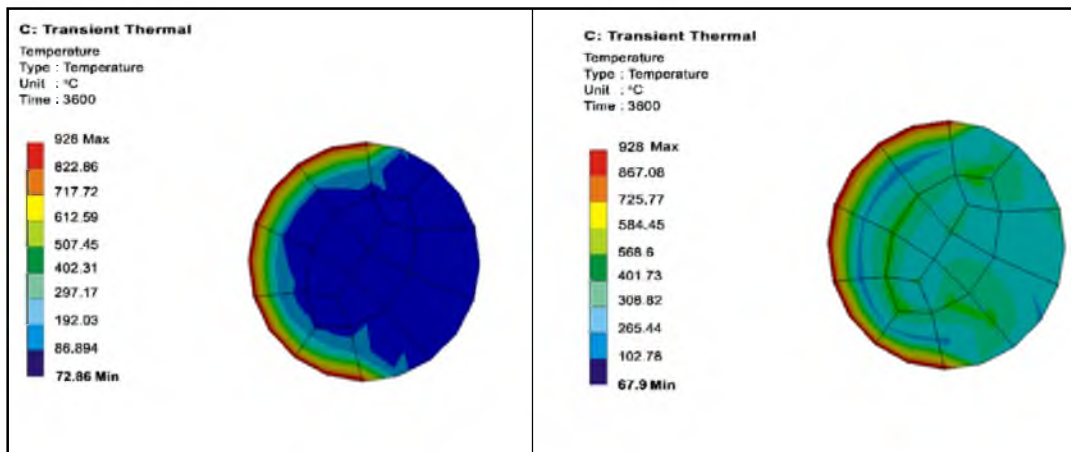 C: Transient Thermal
Temperature
Type : Temperature
Unit : °C
Time : 3600
928 Max
822.86
717.72
612.59
507.45
402.31
297.17
192.03
86.894
72.86 Min
C: Transient Thermal
Temperature
Type : Temperature
Unit : °C
Time : 3600
928 Max
867.08
725.77
584.45
568.6
401.73
308.82
265.44
102.78
67.9 Min